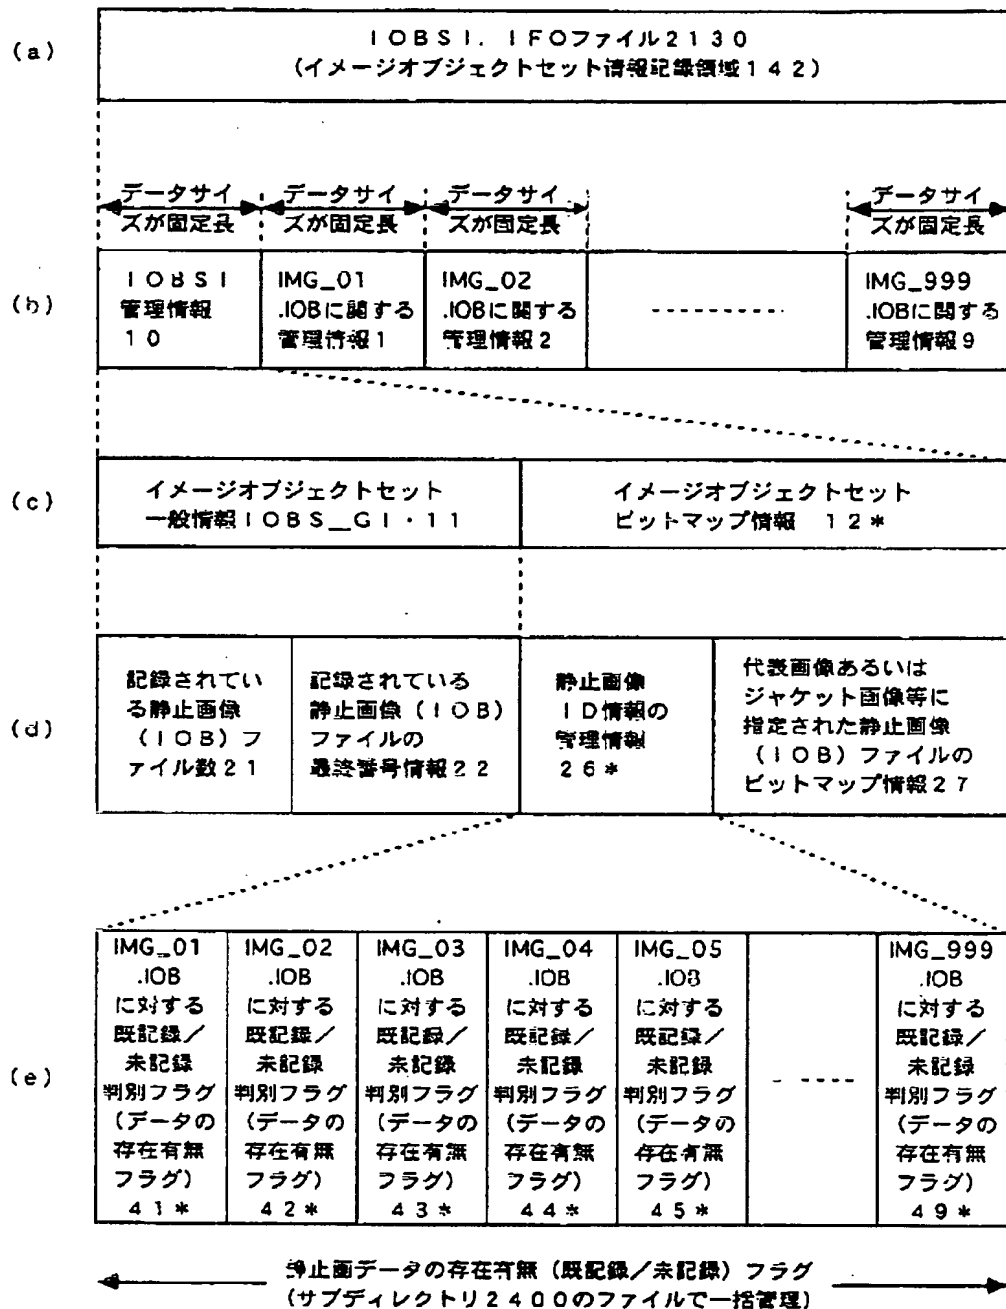 (a)
IOBSI. IFOファイル2130
(イメージオブジェクトセット情報記録領域142)
データサイ
ズが固定長
データサイ
ズが固定長
データサイ
ズが固定長
データサイ
ズが固定長
(b)
IOBSI
管理情報
10
IMG_01
.IOBに関する
管理情報1
IMG_02
.IOBに関する
管理情報2
IMG_999
.IOBに関する
管理情報9
(c)
イメージオブジェクトセット
一般情報IOBS__GI・11
イメージオブジェクトセット
ビットマップ情報 12*
(d)
記録されてい
る静止画像
(IOB)フ
ァイル数21
記録されている
静止画像(IOB)
ファイルの
最終番号情報22
静止画像
ID情報の
管理情報
26*
代表画像あるいは
ジャケット画像等に
指定された静止画像
(IOB)ファイルの
ビットマップ情報27
(e)
IMG_01
.IOB
に対する
既記録/
未記録
判別フラグ
(データの
存在有無
フラグ)
41*
IMG_02
.IOB
に対する
既記録/
未記録
判別フラグ
(データの
存在有無
フラグ)
42*
IMG_03
.IOB
に対する
既記録/
未記録
判別フラグ
(データの
存在有無
フラグ)
43*
IMG_04
.IOB
に対する
既記録/
未記録
判別フラグ
(データの
存在有無
フラグ)
44*
IMG_05
.IOB
に対する
既記録/
未記録
判別フラグ
(データの
存在有無
フラグ)
45*
IMG_999
.IOB
に対する
既記録/
未記録
判別フラグ
(データの
存在有無
フラグ)
49*
静止画データの存在有無(既記録/未記録)フラグ
(サブディレクトリ2400のファイルで一括管理)